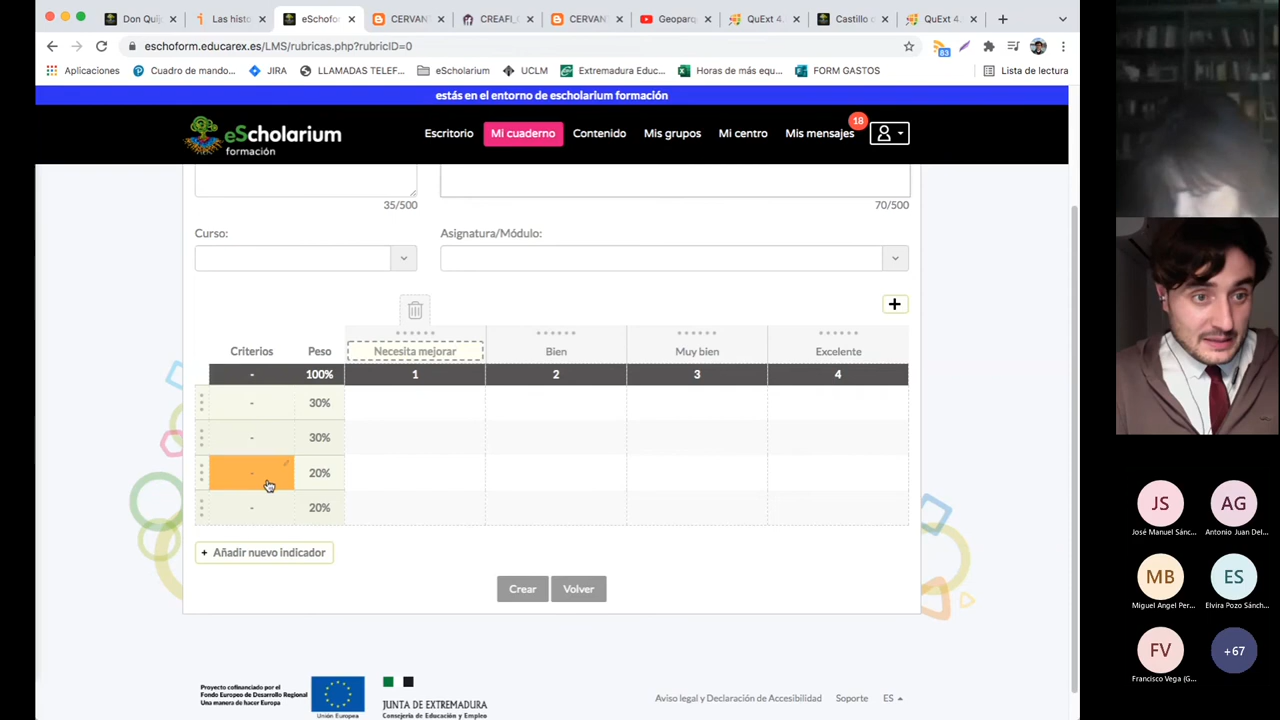 Don Quij
Las histo
eSchofor
CERVAN
CREAFI_C
CERVAN
Geoparq
QuExt 4.
Castillo c
QuExt 4.
eschoform.educarex.es/LMS/rubricas.php?rubricID=0
83
Aplicaciones
Cuadro de mando...
JIRA
LLAMADAS TELEF...
eScholarium
UCLM
Extremadura Educ...
Horas de más equ...
FORM GASTOS
Lista de lectura
estás en el entorno de escholarium formación
eScholarium
formación
Escritorio
Mi cuaderno
Contenido
Mis grupos
Mi centro
Mis mensajes
18
35/500
70/500
Curso:
Asignatura/Módulo:
Criterios Peso Necesita mejorar Bien Muy bien Excelente
- 100% 1 2 3 4
- 30%
- 30%
- 20%
- 20%
+ Añadir nuevo indicador
Crear
Volver
Proyecto cofinanciado por el
Fondo Europeo de Desarrollo Regional
Una manera de hacer Europa
Unión Europea
JUNTA DE EXTREMADURA
Consejería de Educación y Empleo
Aviso legal y Declaración de Accesibilidad
Soporte
ES
JS
AG
José Manuel Sánc...
Antonio Juan Del...
MB
ES
Miguel Angel Per...
Elvira Pozo Sánch...
FV
+67
Francisco Vega (G...